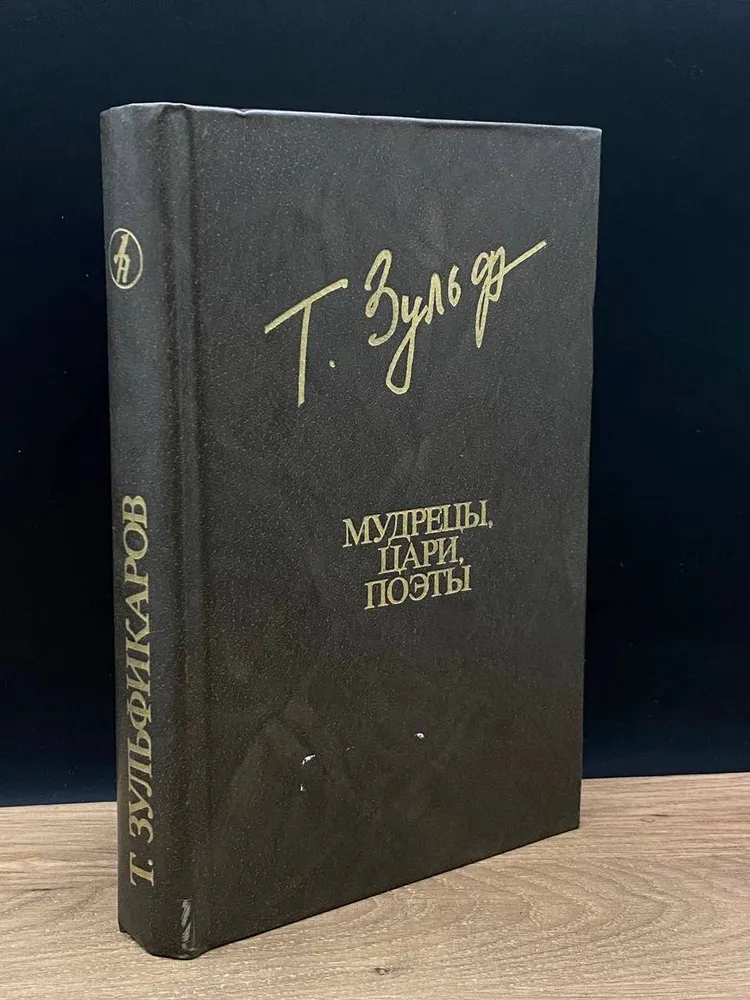 Т. Зульф
МУДРЕЦЫ,
ЦАРИ,
ПОЭТЫ
Т. ЗУЛЬФИКАРОВ